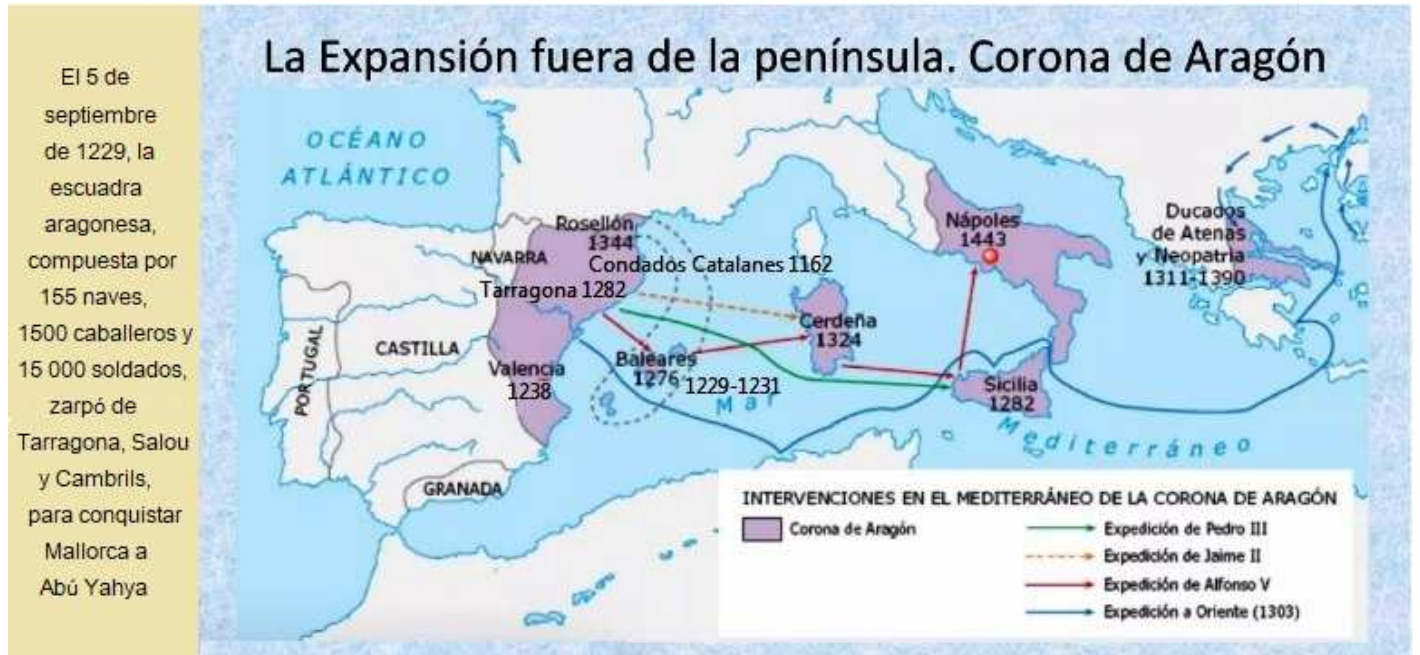 El 5 de
septiembre
de 1229, la
escuadra
aragonesa,
compuesta por
155 naves,
1500 caballeros y
15 000 soldados,
zarpó de
Tarragona, Salou
y Cambrils,
para conquistar
Mallorca a
Abú Yahya
La Expansión fuera de la península. Corona de Aragón
OCÉANO
ATLÁNTICO
NAVARRA
Rosellón
1344
Condados Catalanes 1162
Tarragona 1282
PORTUGAL
CASTILLA
Valencia
1238
Baleares
1276
1229-1231
GRANADA
Cerdeña
1324
Nápoles
1443
Sicilia
1282
Ducados
de Atenas
y Neopatria
1311-1390
Mar
Mediterráneo
INTERVENCIONES EN EL MEDITERRÁNEO DE LA CORONA DE ARAGÓN
Corona de Aragón
Expedición de Pedro III
Expedición de Jaime II
Expedición de Alfonso V
Expedición a Oriente (1303)